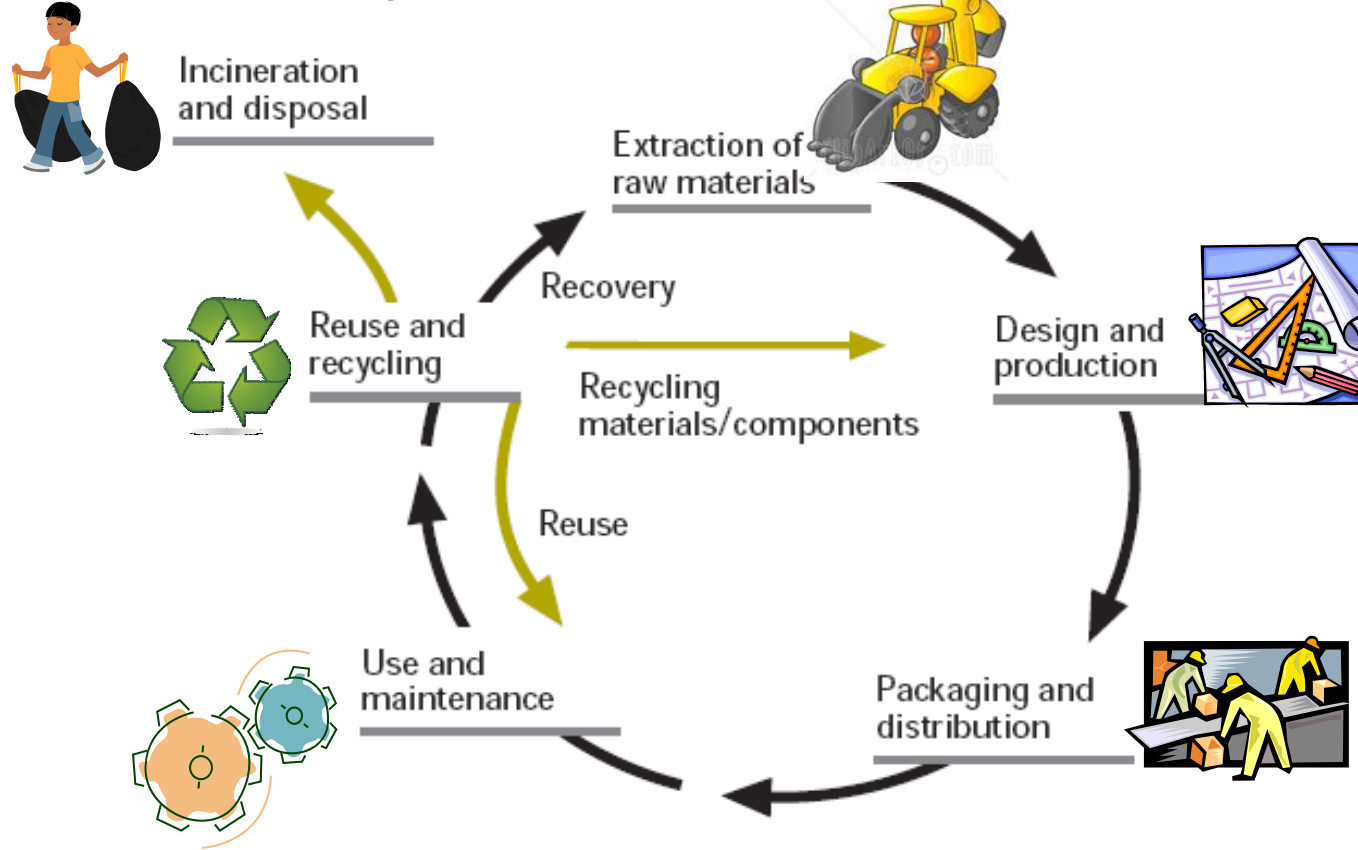 Incineration
and disposal
Extraction of
raw materials
Recovery
Reuse and
recycling
Design and
production
Recycling
materials/components
Reuse
Use and
maintenance
Packaging and
distribution